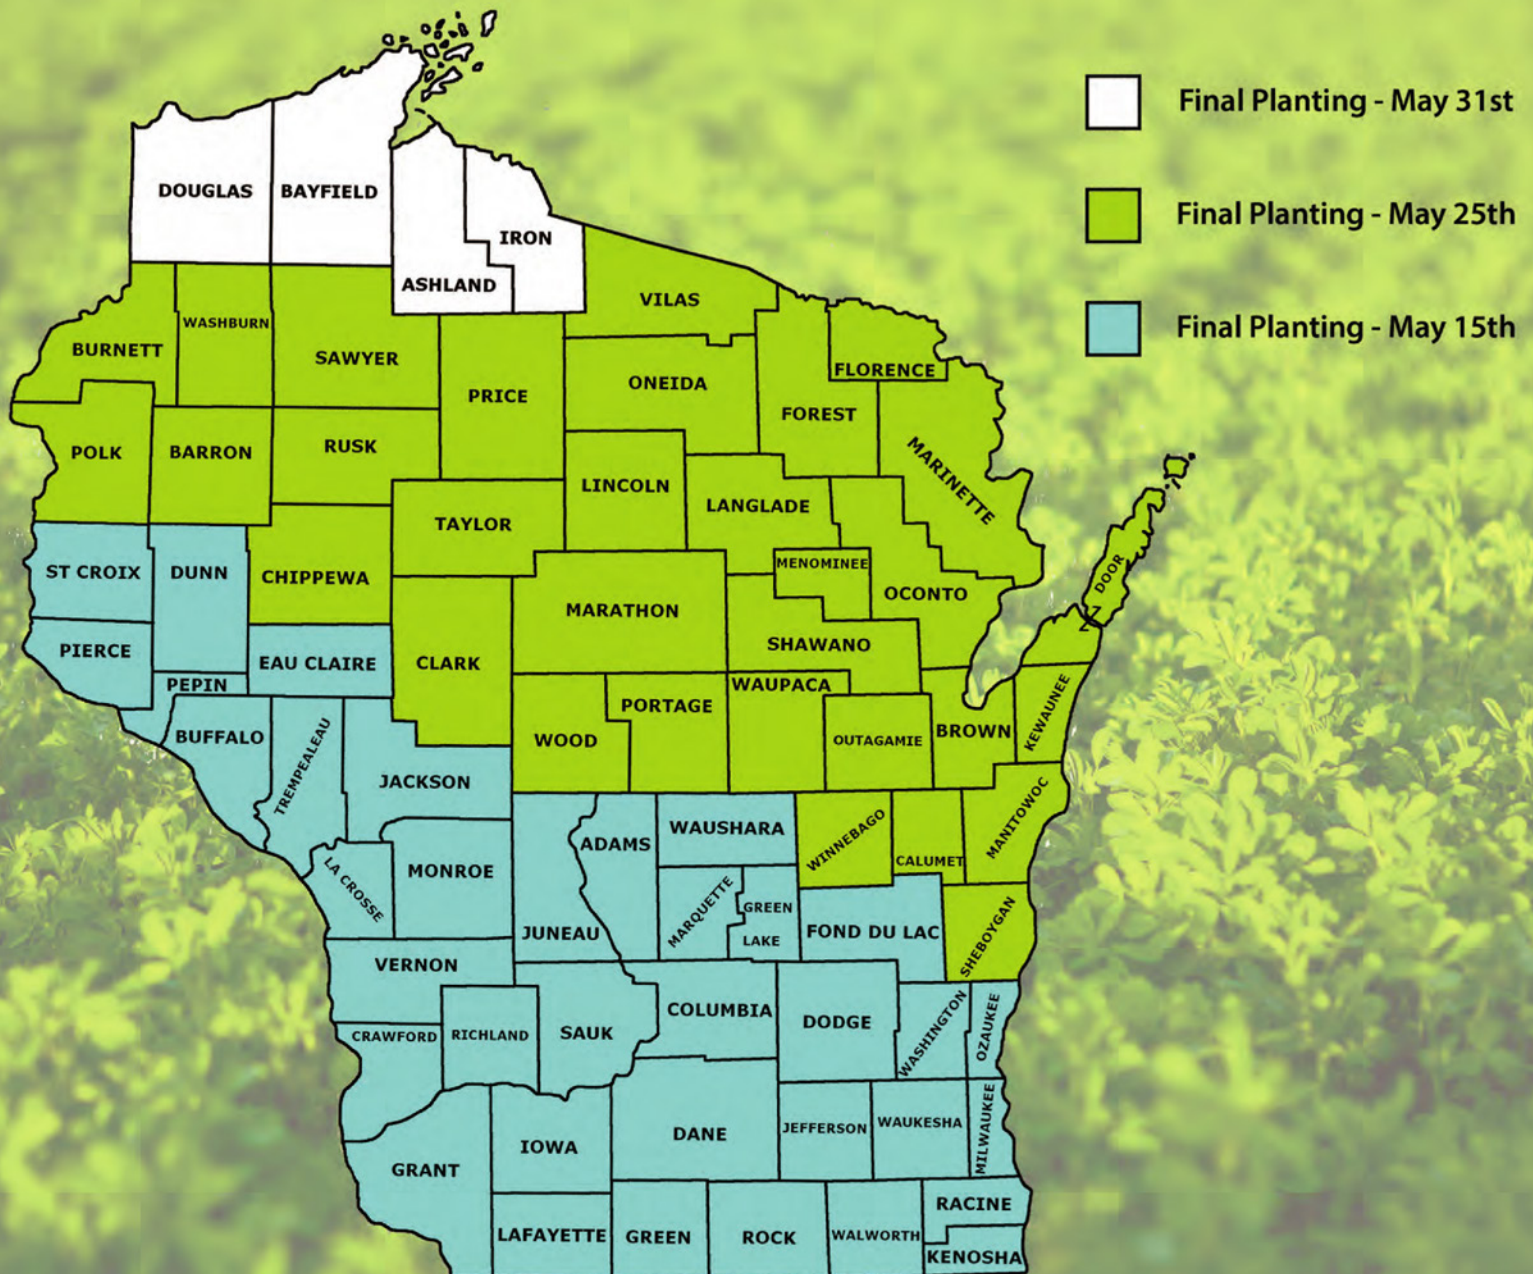 Final Planting - May 31st
Final Planting - May 25th
Final Planting - May 15th
DOUGLAS
BAYFIELD
IRON
ASHLAND
VILAS
WASHBURN
BURNETT
SAWYER
FLORENCE
ONEIDA
PRICE
FOREST
RUSK
POLK
BARRON
MARINETTE
LINCOLN
LANGLADE
TAYLOR
MENOMINEE
ST CROIX
DUNN
CHIPPEWA
DOOR
OCONTO
MARATHON
SHAWANO
PIERCE
EAU CLAIRE
CLARK
PEPIN
WAUPACA
PORTAGE
KEWAUNEE
BROWN
BUFFALO
WOOD
OUTAGAMIE
TREMPEALEAU
JACKSON
MANITOWOC
WAUSHARA
ADAMS
WINNEBAGO
CALUMET
MONROE
LA CROSSE
MARQUETTE
GREEN
LAKE
JUNEAU
FOND DU LAC
SHEBOYGAN
VERNON
COLUMBIA
DODGE
WASHINGTON
OZAUKEE
CRAWFORD
RICHLAND
SAUK
WAUKESHA
JEFFERSON
MILWAUKEE
DANE
IOWA
GRANT
RACINE
LAFAYETTE
GREEN
ROCK
WALWORTH
KENOSHA